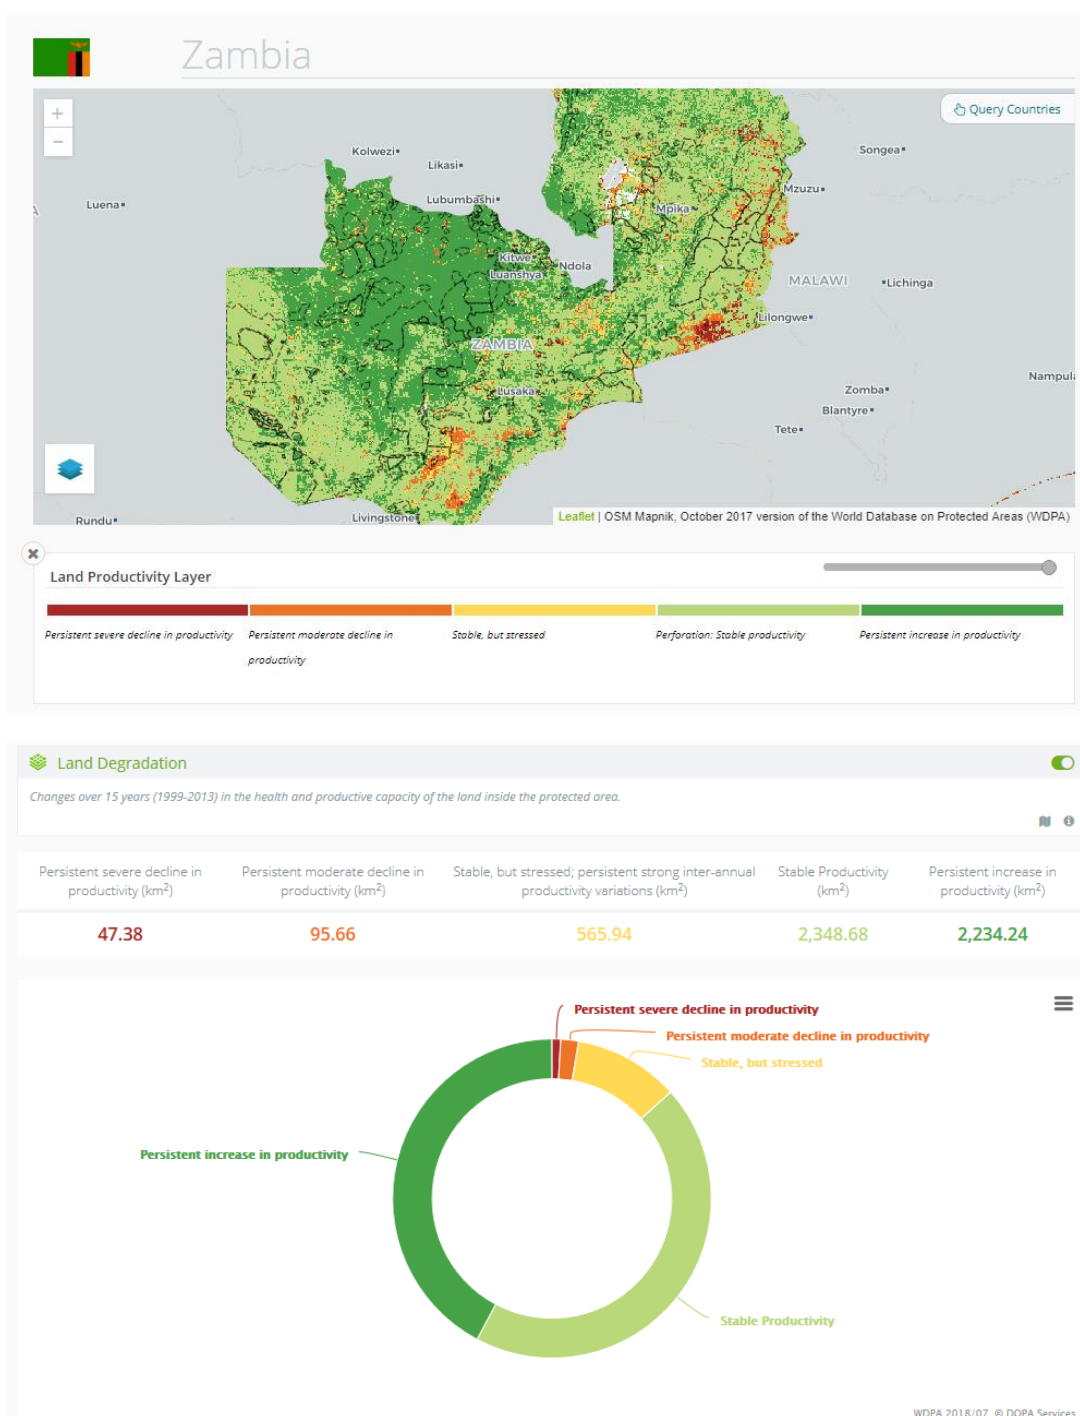 Zambia
+
−
Query Countries
Kolwezi
Likasi
Songea
Luena
Lubumbashi
Mzuzu
Mpika
Kitwe
Ndola
Luanshya
MALAWI
Lichinga
Lilongwe
ZAMBIA
Nampula
Lusaka
Zomba
Blantyre
Tete
Rundu
Livingstone
Leaflet | OSM Mapnik, October 2017 version of the World Database on Protected Areas (WDPA)
Land Productivity Layer
Persistent severe decline in productivity
Persistent moderate decline in
productivity
Stable, but stressed
Perforation: Stable productivity
Persistent increase in productivity
Land Degradation
Changes over 15 years (1999-2013) in the health and productive capacity of the land inside the protected area.
Persistent severe decline in
productivity (km²)
Persistent moderate decline in
productivity (km²)
Stable, but stressed; persistent strong inter-annual
productivity variations (km²)
Stable Productivity
(km²)
Persistent increase in
productivity (km²)
47.38
95.66
565.94
2,348.68
2,234.24
Persistent severe decline in productivity
Persistent moderate decline in productivity
Stable, but stressed
Persistent increase in productivity
Stable Productivity
WDPA 2018/07, © DOPA Services